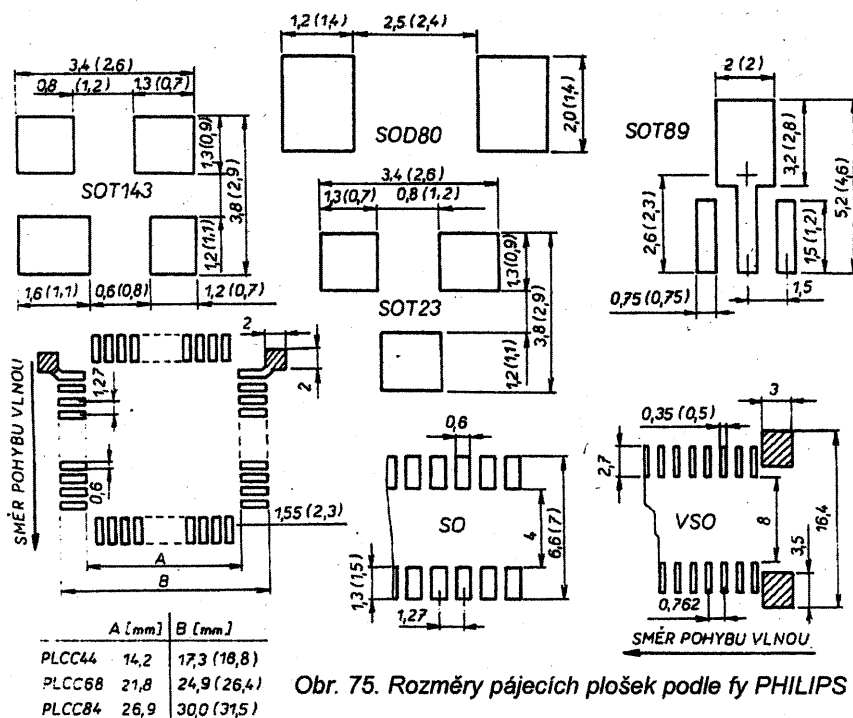 1,2(1,4)
2,5(2,4)
2,0(1,4)
SOD80
3,4(2,6)
0,8
(1,2)
1,3(0,7)
1,3(0,9)
3,8(2,9)
SOT143
1,2(1,1)
1,6(1,1)
0,6(0,8)
1,2(0,7)
3,4(2,6)
1,3(0,7)
0,8(1,2)
1,3(0,9)
3,8(2,9)
SOT23
1,2(1,1)
2(2)
SOT89
3,2(2,8)
5,2(4,6)
2,6(2,3)
1,5(1,2)
0,75(0,75)
1,5
2
2
1,27
0,6
SMĚR POHYBU VLNOU
1,55(2,3)
A
B
0,6
SO
4
6,6(7)
1,3(1,5)
1,27
3
0,35(0,5)
2,7
VSO
8
16,4
3,5
0,762
SMĚR POHYBU VLNOU
A [mm] B [mm]
PLCC44 14,2 17,3 (18,8)
PLCC68 21,8 24,9 (26,4)
PLCC84 26,9 30,0 (31,5)
Obr. 75. Rozměry pájecích plošek podle fy PHILIPS